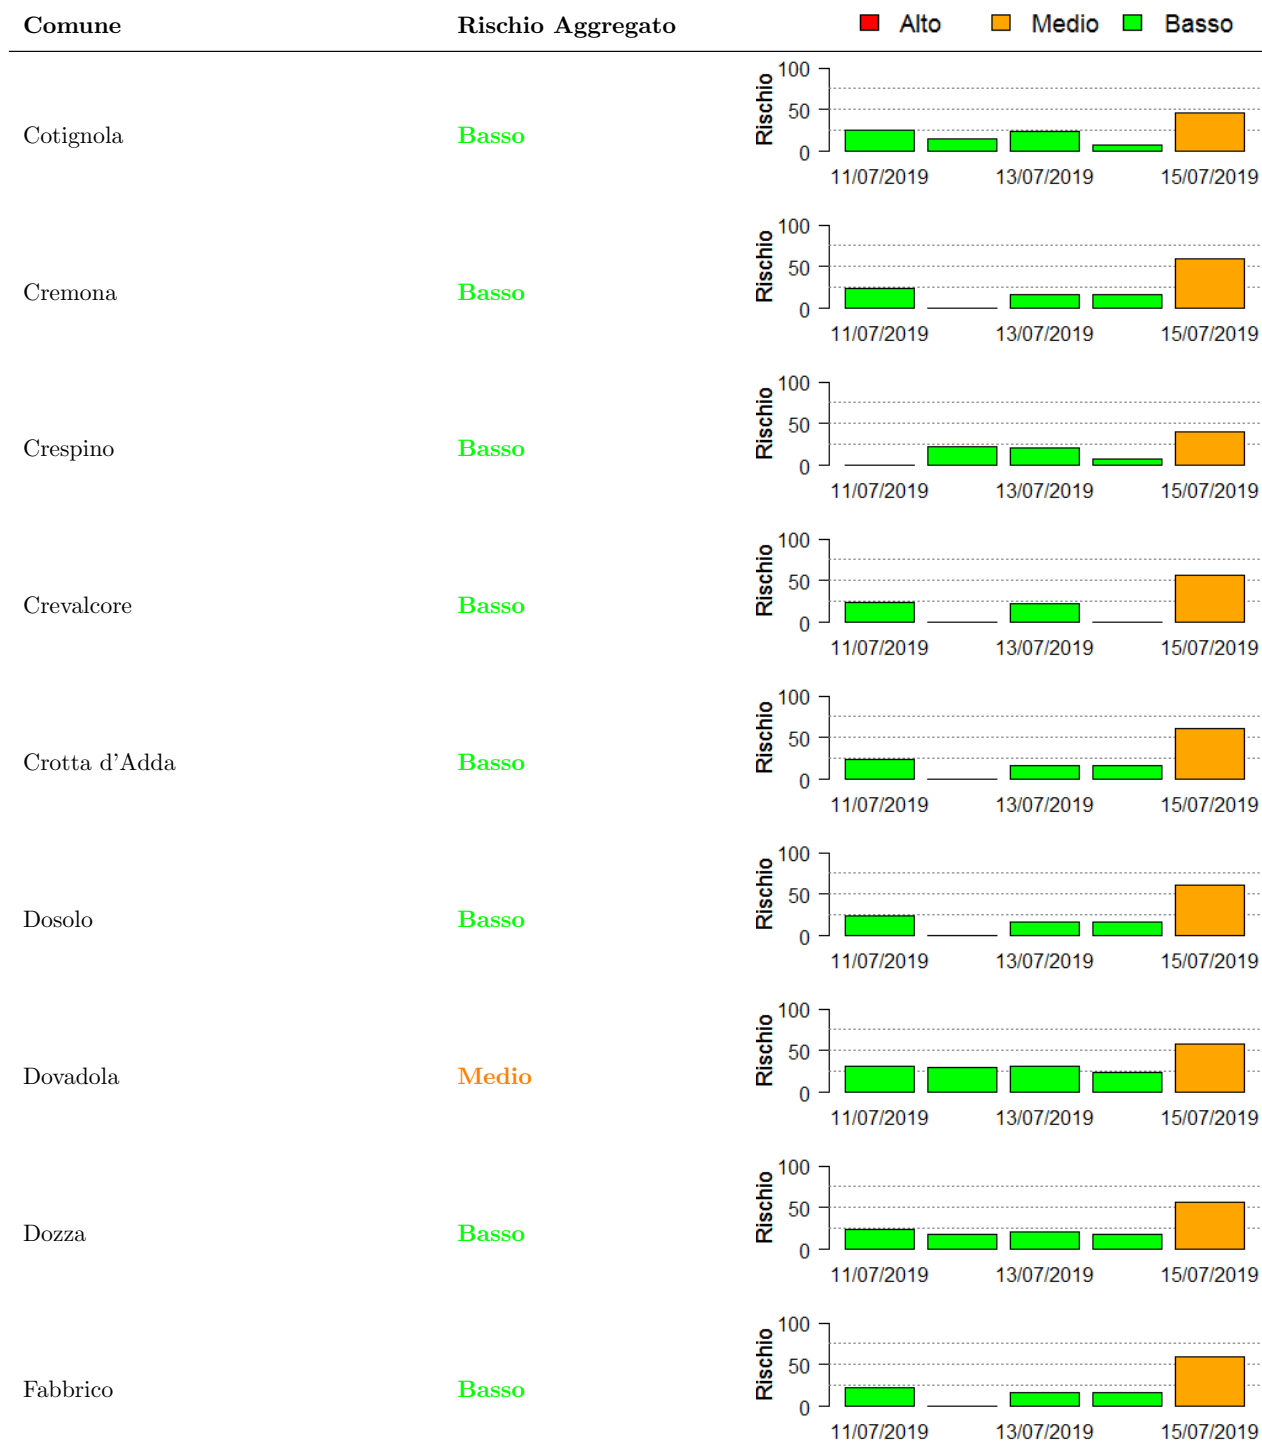 Comune Rischio Aggregato Alto Medio Basso
100
50
0
Rischio
Cotignola Basso
11/07/2019 13/07/2019 15/07/2019
100
50
0
Rischio
Cremona Basso
11/07/2019 13/07/2019 15/07/2019
100
50
0
Rischio
Crespino Basso
11/07/2019 13/07/2019 15/07/2019
100
50
0
Rischio
Crevalcore Basso
11/07/2019 13/07/2019 15/07/2019
100
50
0
Rischio
Crotta d'Adda Basso
11/07/2019 13/07/2019 15/07/2019
100
50
0
Rischio
Dosolo Basso
11/07/2019 13/07/2019 15/07/2019
100
50
0
Rischio
Dovadola Medio
11/07/2019 13/07/2019 15/07/2019
100
50
0
Rischio
Dozza Basso
11/07/2019 13/07/2019 15/07/2019
100
50
0
Rischio
Fabbrico Basso
11/07/2019 13/07/2019 15/07/2019